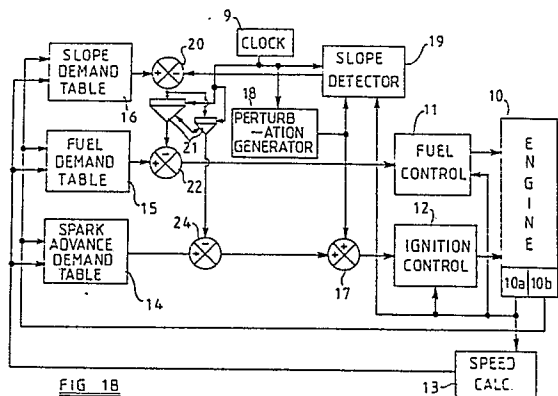 9
CLOCK
SLOPE
DEMAND
TABLE
16
20
SLOPE
DETECTOR
19
18
PERTURB
-ATION
GENERATOR
21
10
ENGINE
11
FUEL
CONTROL
FUEL
DEMAND
TABLE
15
22
12
IGNITION
CONTROL
SPARK
ADVANCE
DEMAND
TABLE
14
24
17
10a 10b
SPEED
CALC.
13
FIG 1B